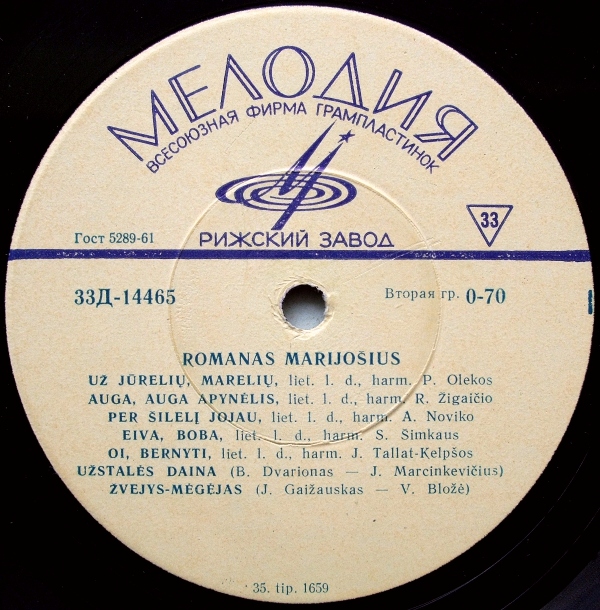 МЕЛОДИЯ
ВСЕСОЮЗНАЯ ФИРМА ГРАМПЛАСТИНОК
33
Гост 5289-61
РИЖСКИЙ ЗАВОД
33Д-14465
Вторая гр. 0-70
ROMANAS MARIJOŠIUS
UŽ JŪRELIŲ, MARELIŲ, liet. l. d., harm. P. Olekos
AUGA, AUGA APYNĖLIS, liet. l. d., harm. R. Žigaičio
PER ŠILELĮ JOJAU, liet. l. d., harm. A. Noviko
EIVA, BOBA, liet. l. d., harm. S. Šimkaus
OI, BERNYTI, liet. l. d., harm. J. Tallat-Kelpšos
UŽSTALĖS DAINA (B. Dvarionas — J. Marcinkevičius)
ŽVEJYS-MĖGĖJAS (J. Gaižauskas — V. Bložė)
35. tip. 1659